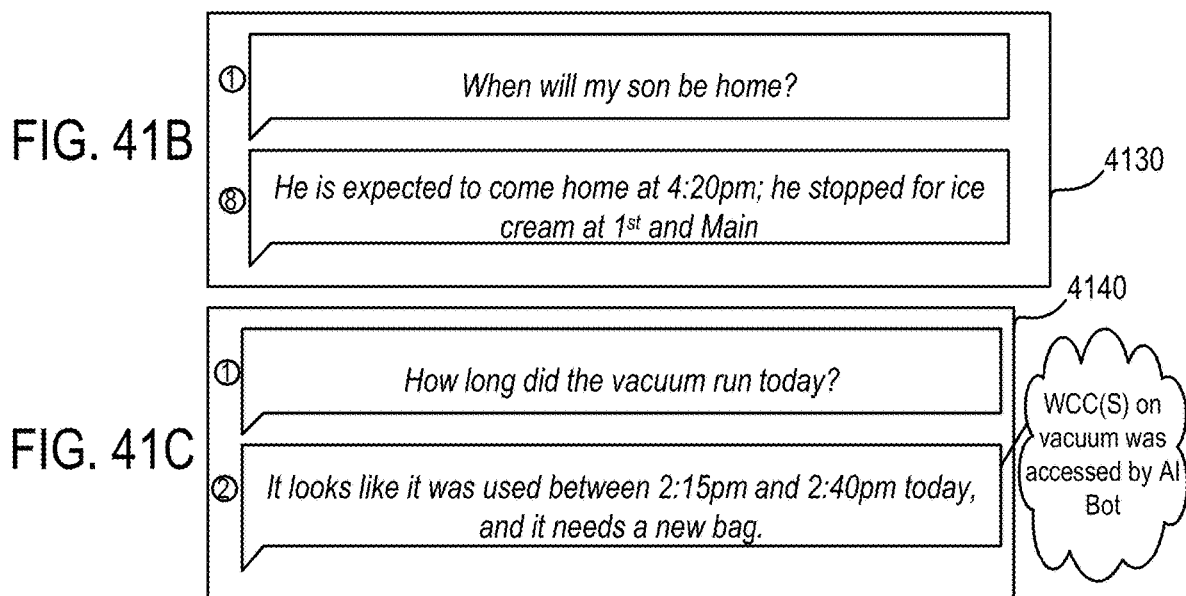 FIG. 41B
①
When will my son be home?
⑧
He is expected to come home at 4:20pm; he stopped for ice
cream at 1st and Main
4130
FIG. 41C
4140
①
How long did the vacuum run today?
②
It looks like it was used between 2:15pm and 2:40pm today,
and it needs a new bag.
WCC(S) on
vacuum was
accessed by AI
Bot